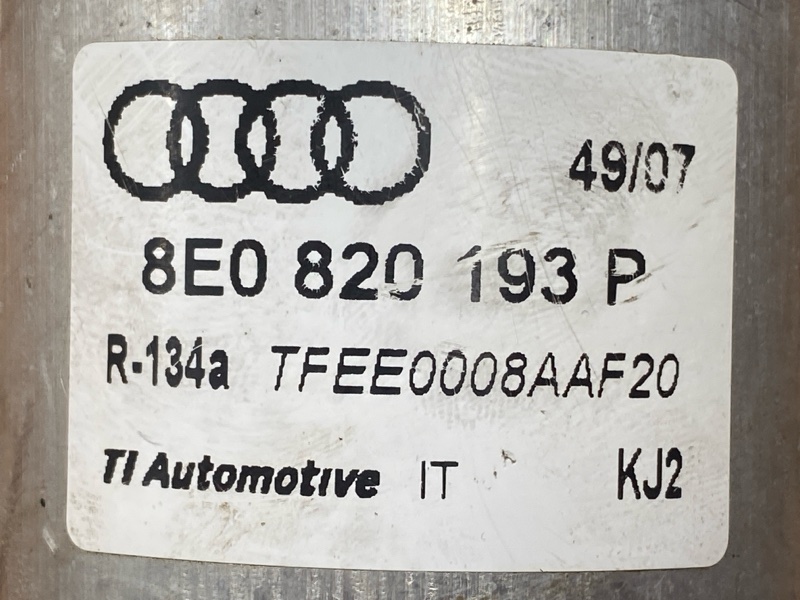 49/07
8E0 820 193 P
R-134a TFEE0008AAF20
TI Automotive IT KJ2